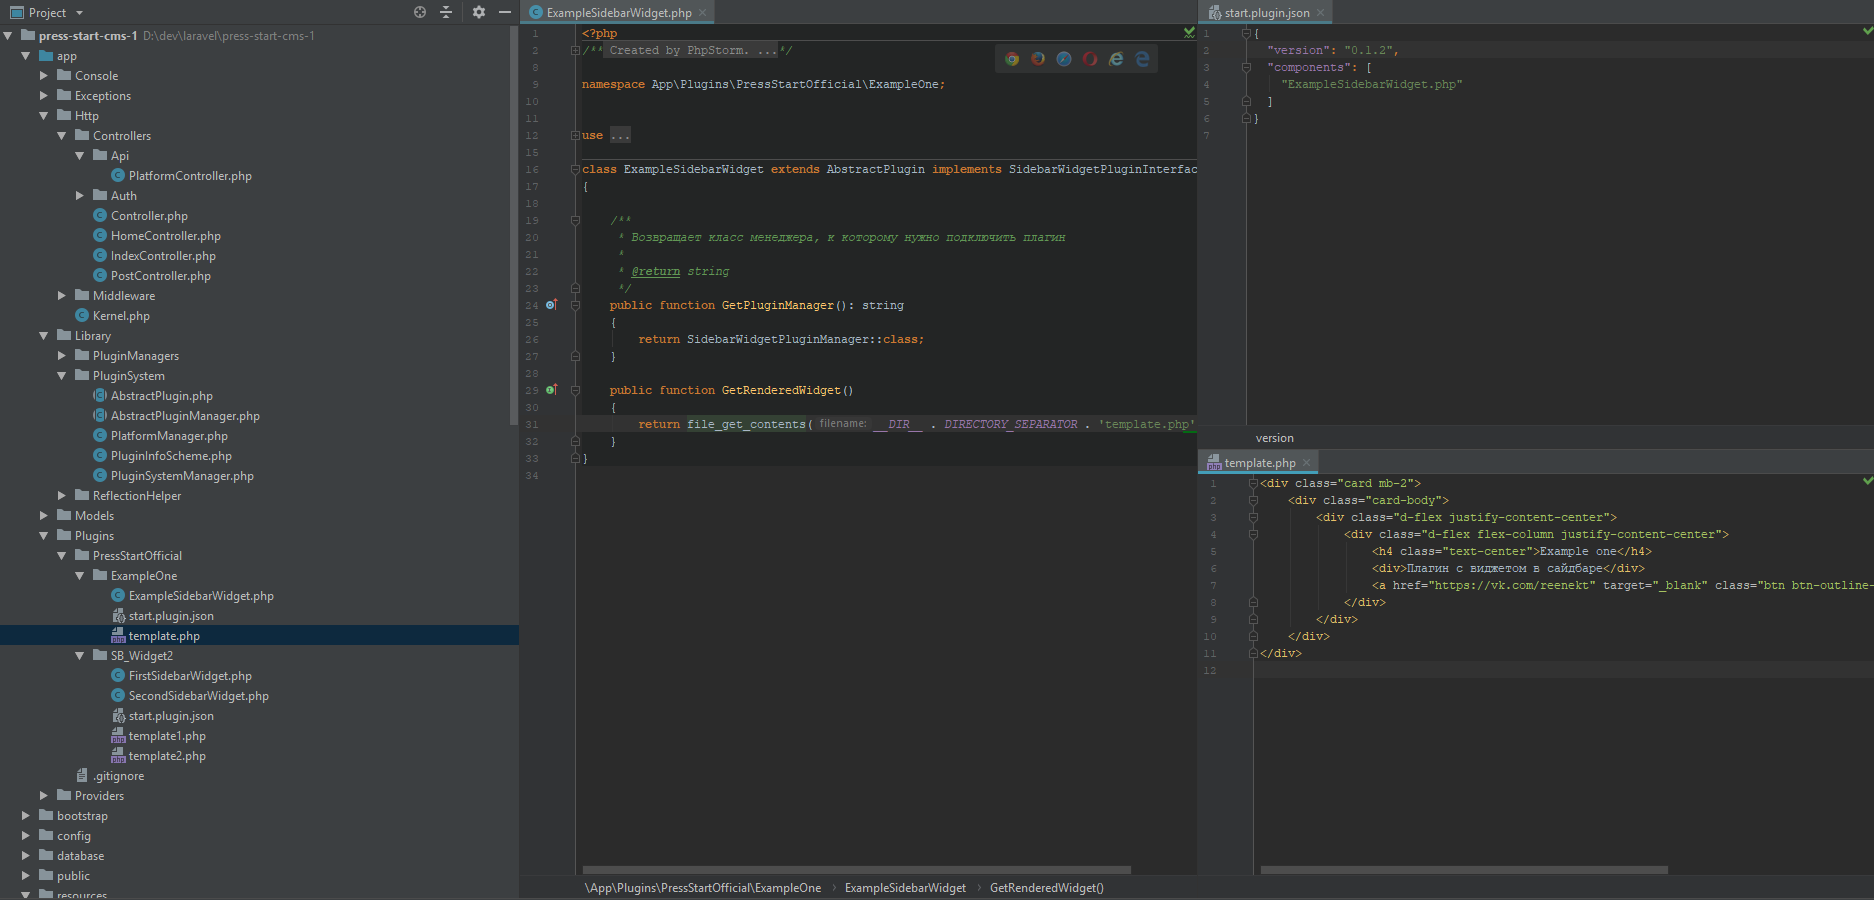 Project
press-start-cms-1 D:\dev\laravel\press-start-cms-1
app
Console
Exceptions
Http
Controllers
Api
PlatformController.php
Auth
Controller.php
HomeController.php
IndexController.php
PostController.php
Middleware
Kernel.php
Library
PluginManagers
PluginSystem
AbstractPlugin.php
AbstractPluginManager.php
PlatformManager.php
PluginInfoScheme.php
PluginSystemManager.php
ReflectionHelper
Models
Plugins
PressStartOfficial
ExampleOne
ExampleSidebarWidget.php
start.plugin.json
template.php
SB_Widget2
FirstSidebarWidget.php
SecondSidebarWidget.php
start.plugin.json
template1.php
template2.php
.gitignore
Providers
bootstrap
config
database
public
resources
ExampleSidebarWidget.php
1 <?php
2 /** Created by PhpStorm. ...*/
8
9 namespace App\Plugins\PressStartOfficial\ExampleOne;
10
11
12 use ...
15
16 class ExampleSidebarWidget extends AbstractPlugin implements SidebarWidgetPluginInterfac
17 {
18
19 /**
20 * Возвращает класс менеджера, к которому нужно подключить плагин
21 *
22 * @return string
23 */
24 public function GetPluginManager(): string
25 {
26 return SidebarWidgetPluginManager::class;
27 }
28
29 public function GetRenderedWidget()
30 {
31 return file_get_contents( filename: __DIR__ . DIRECTORY_SEPARATOR . 'template.php'
32 }
33 }
34
\App\Plugins\PressStartOfficial\ExampleOne › ExampleSidebarWidget › GetRenderedWidget()
start.plugin.json
1 {
2 "version": "0.1.2",
3 "components": [
4 "ExampleSidebarWidget.php"
5 ]
6 }
7
version
template.php
1 <div class="card mb-2">
2 <div class="card-body">
3 <div class="d-flex justify-content-center">
4 <div class="d-flex flex-column justify-content-center">
5 <h4 class="text-center">Example one</h4>
6 <div>Плагин с виджетом в сайдбаре</div>
7 <a href="https://vk.com/reenekt" target="_blank" class="btn btn-outline-
8 </div>
9 </div>
10 </div>
11 </div>
12